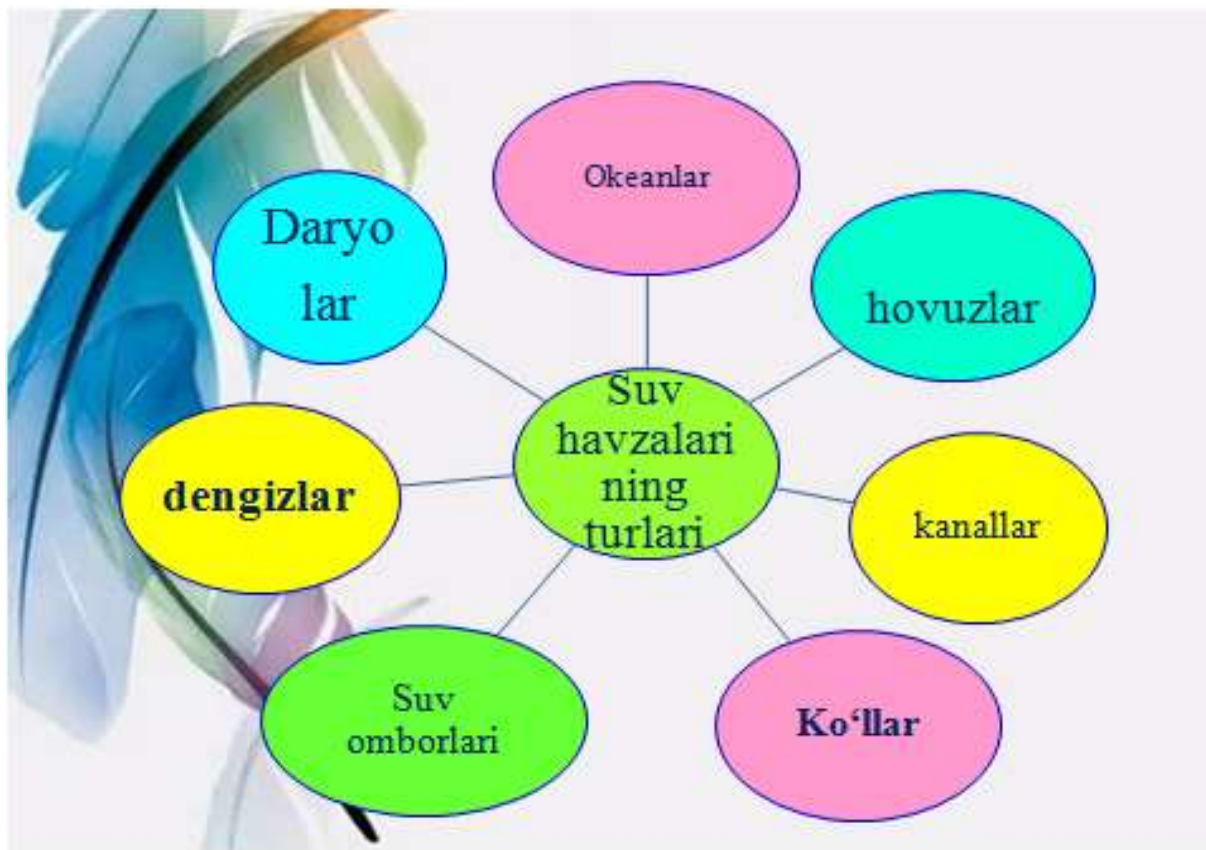 Okeanlar
Daryo
lar
hovuzlar
Suv
havzalari
ning
turlari
dengizlar
kanallar
Suv
omborlari
Ko‘llar